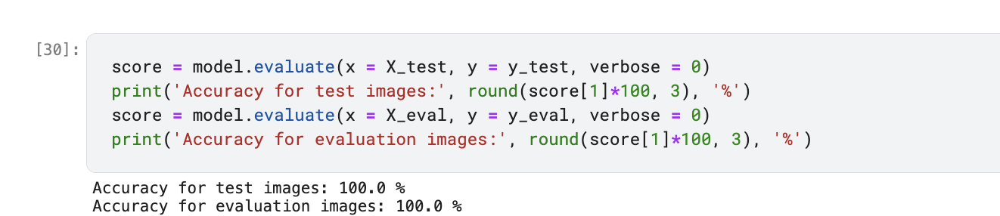 [30]:
score = model.evaluate(x = X_test, y = y_test, verbose = 0)
print('Accuracy for test images:', round(score[1]*100, 3), '%')
score = model.evaluate(x = X_eval, y = y_eval, verbose = 0)
print('Accuracy for evaluation images:', round(score[1]*100, 3), '%')
Accuracy for test images: 100.0 %
Accuracy for evaluation images: 100.0 %